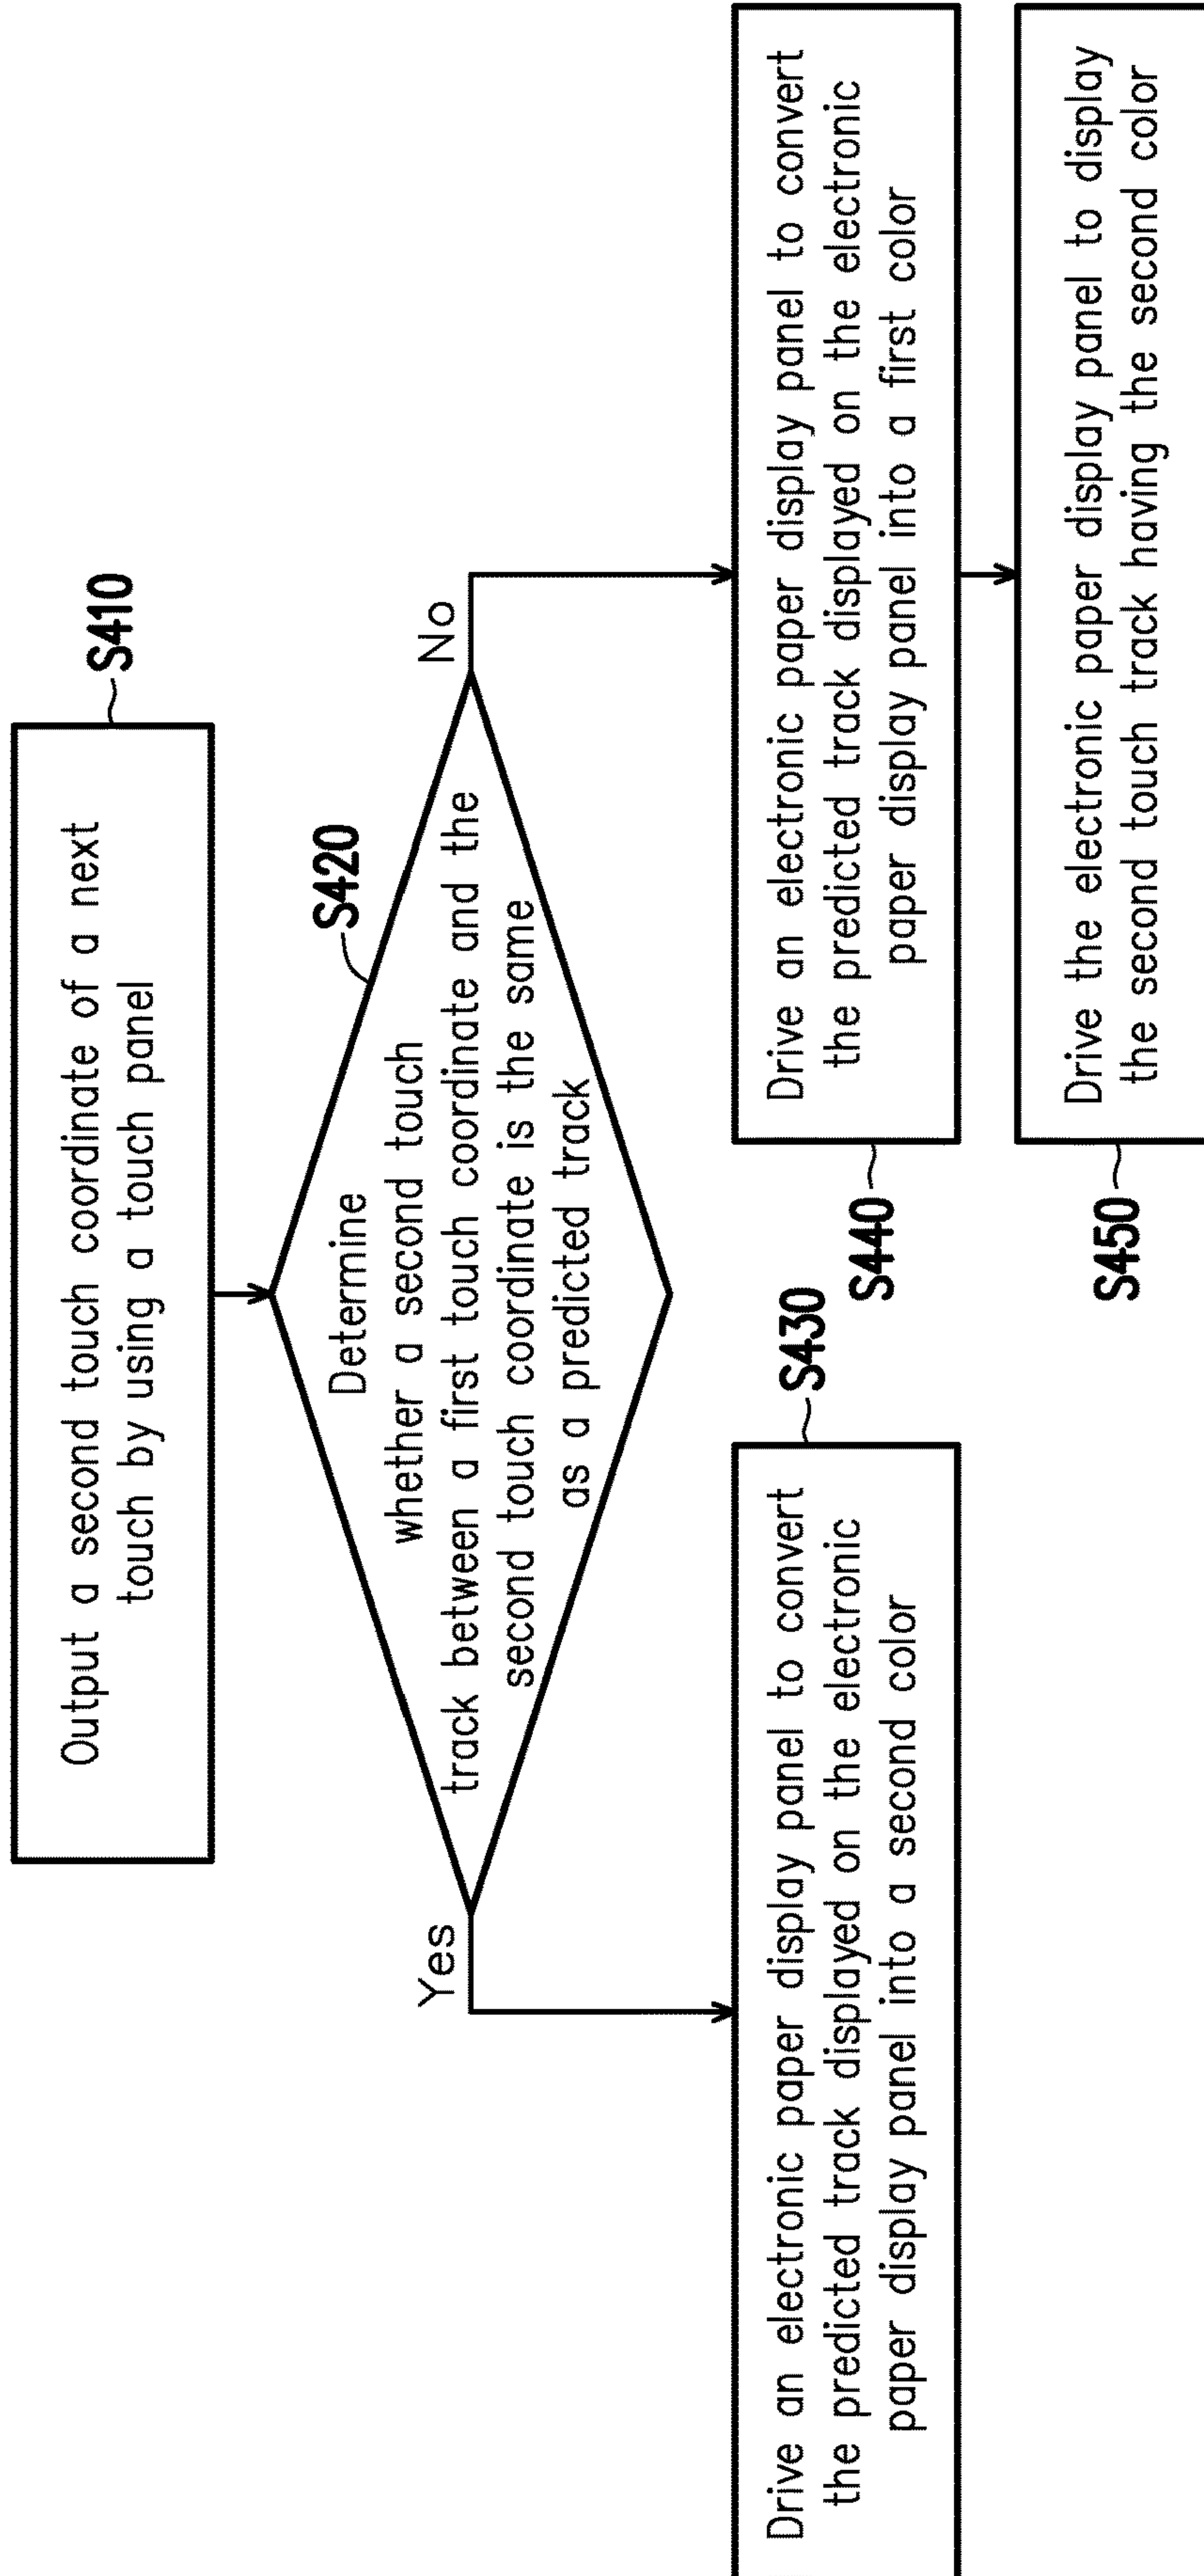 Output a second touch coordinate of a next
touch by using a touch panel
S410
Determine
whether a second touch
track between a first touch coordinate and the
second touch coordinate is the same
as a predicted track
S420
Yes
No
Drive an electronic paper display panel to convert
the predicted track displayed on the electronic
paper display panel into a second color
S430
Drive an electronic paper display panel to convert
the predicted track displayed on the electronic
paper display panel into a first color
S440
Drive the electronic paper display panel to display
the second touch track having the second color
S450